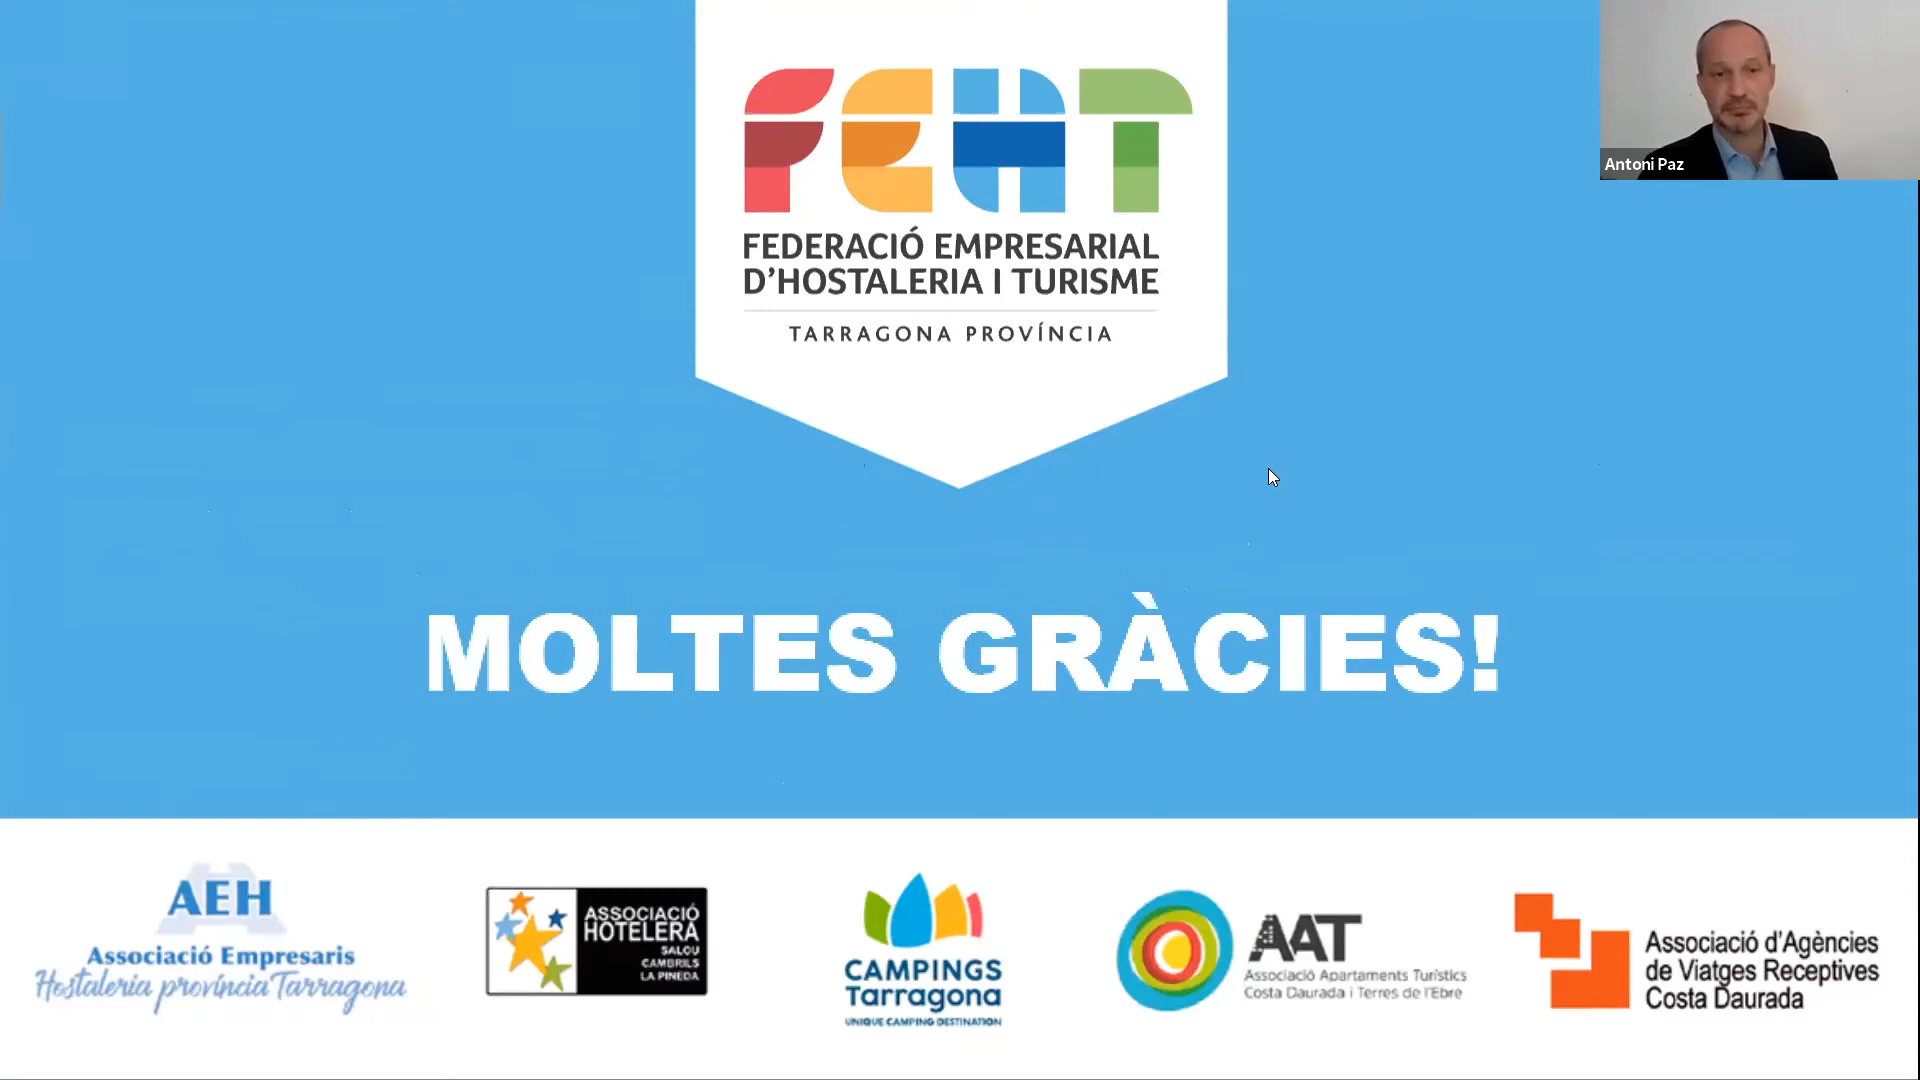 FEHT
FEDERACIÓ EMPRESARIAL
D'HOSTALERIA I TURISME
TARRAGONA PROVÍNCIA
Antoni Paz
MOLTES GRÀCIES!
AEH
Associació Empresaris
Hostaleria província Tarragona
ASSOCIACIÓ
HOTELERA
SALOU
CAMBRILS
LA PINEDA
CAMPINGS
Tarragona
UNIQUE CAMPING DESTINATION
AAT
Associació Apartaments Turístics
Costa Daurada i Terres de l'Ebre
Associació d'Agències
de Viatges Receptives
Costa Daurada